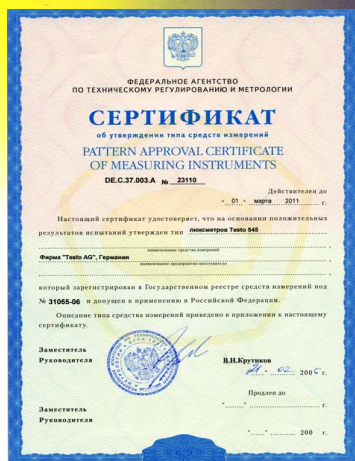 ФЕДЕРАЛЬНОЕ АГЕНТСТВО
ПО ТЕХНИЧЕСКОМУ РЕГУЛИРОВАНИЮ И МЕТРОЛОГИИ
СЕРТИФИКАТ
об утверждении типа средств измерений
PATTERN APPROVAL CERTIFICATE
OF MEASURING INSTRUMENTS
DE.C.37.003.A № 23110
Действителен до
" 01 " марта 2011 г.
Настоящий сертификат удостоверяет, что на основании положительных
результатов испытаний утвержден тип люксметров Testo 545
наименование средства измерений
Фирма "Testo AG", Германия
наименование предприятия-изготовителя
который зарегистрирован в Государственном реестре средств измерений под
№ 31055-06 и допущен к применению в Российской Федерации.
Описание типа средства измерений приведено в приложении к настоящему
сертификату.
Заместитель
Руководителя
В.Н.Крутиков
02 2006 г.
Продлен до
" " г.
Заместитель
Руководителя
" " 200 г.